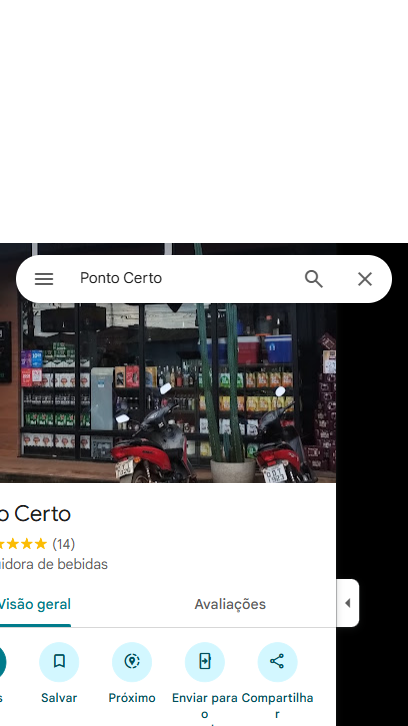 Ponto Certo
o Certo
(14)
idora de bebidas
Visão geral
Avaliações
s
Salvar
Próximo
Enviar para o
Compartilhar